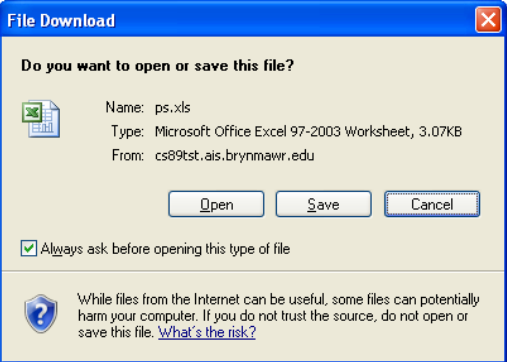 File Download
Do you want to open or save this file?
Name: ps.xls
Type: Microsoft Office Excel 97-2003 Worksheet, 3.07KB
From: cs89tst.ais.brynmawr.edu
Open Save Cancel
Always ask before opening this type of file
While files from the Internet can be useful, some files can potentially
harm your computer. If you do not trust the source, do not open or
save this file. What's the risk?